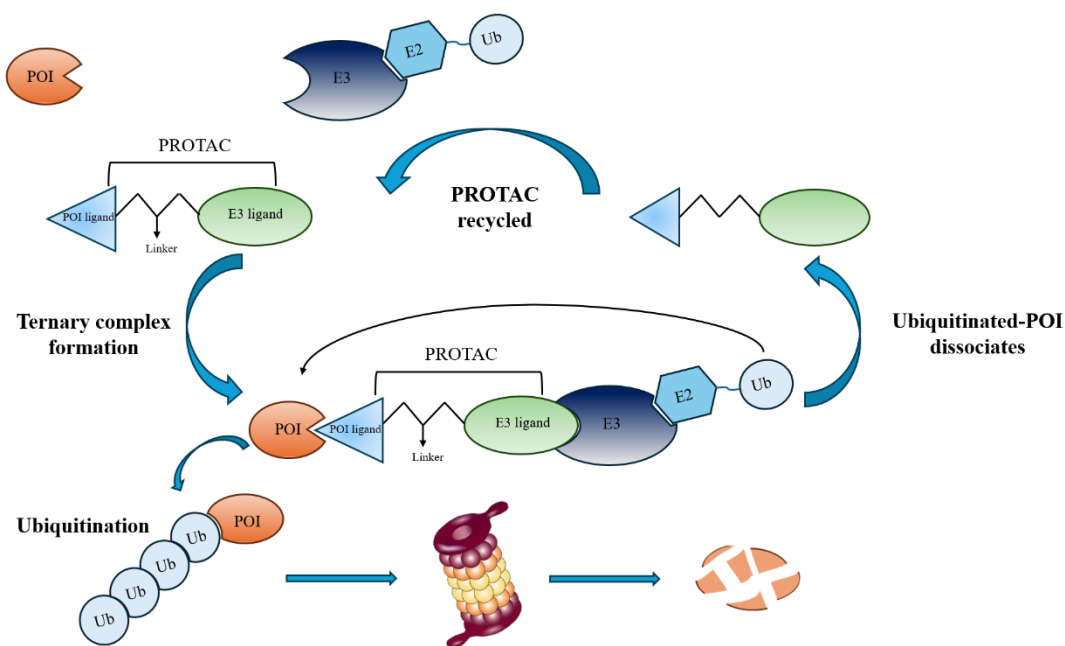 POI
E3
E2
Ub
PROTAC
POI ligand
E3 ligand
Linker
PROTAC
recycled
Ternary complex
formation
Ubiquitinated-POI
dissociates
PROTAC
POI
POI ligand
Linker
E3 ligand
E3
E2
Ub
Ubiquitination
POI
Ub
Ub
Ub
Ub
Ub